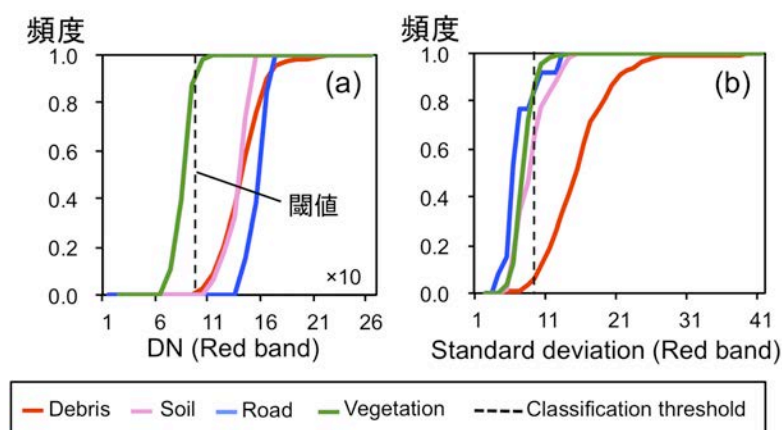 頻度
1.0
0.8
0.6
0.4
0.2
0.0
(a)
閾値
×10
1 6 11 16 21 26
DN (Red band)
頻度
1.0
0.8
0.6
0.4
0.2
0.0
(b)
1 11 21 31 41
Standard deviation (Red band)
Debris Soil Road Vegetation Classification threshold